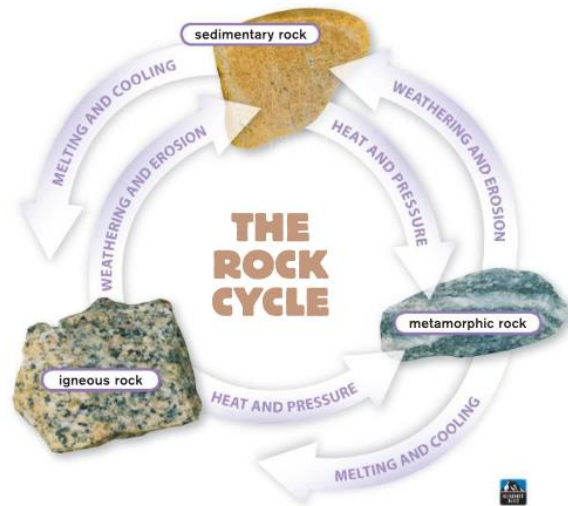 sedimentary rock
MELTING AND COOLING
WEATHERING AND EROSION
HEAT AND PRESSURE
WEATHERING AND EROSION
THE
ROCK
CYCLE
metamorphic rock
igneous rock
HEAT AND PRESSURE
MELTING AND COOLING